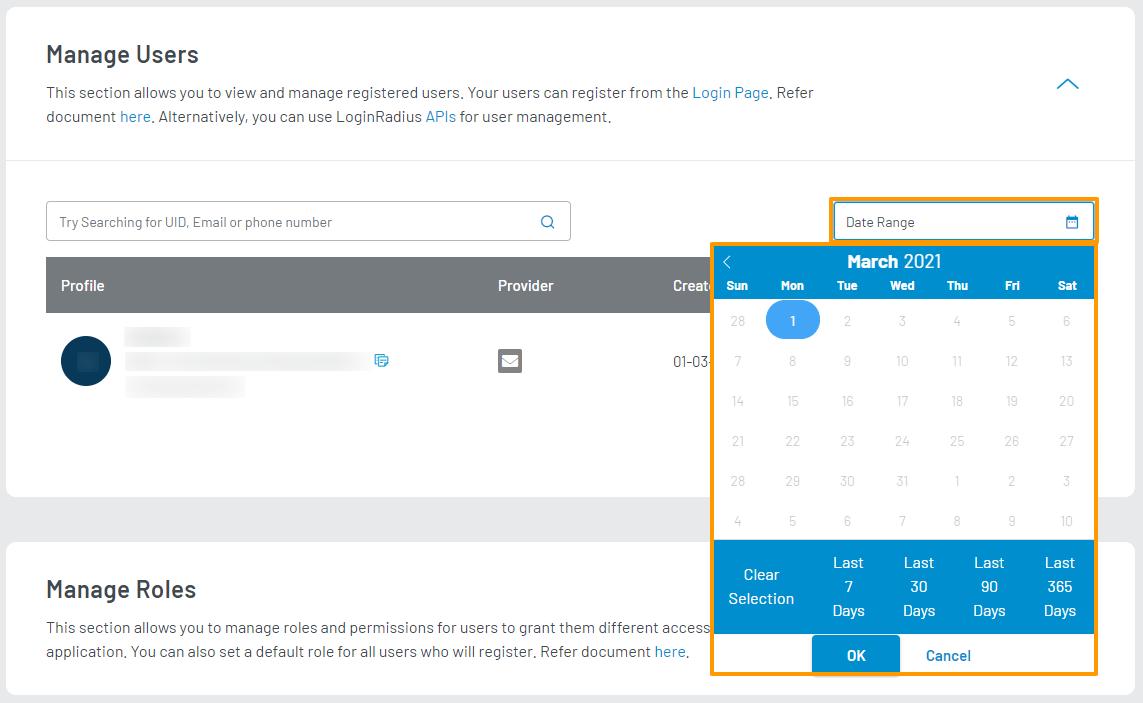 Manage Users
This section allows you to view and manage registered users. Your users can register from the Login Page. Refer
document here. Alternatively, you can use LoginRadius APIs for user management.
Try Searching for UID, Email or phone number
Date Range
Profile
Provider
Create
01-03-
March 2021
Sun Mon Tue Wed Thu Fri Sat
28 1 2 3 4 5 6
7 8 9 10 11 12 13
14 15 16 17 18 19 20
21 22 23 24 25 26 27
28 29 30 31 1 2 3
4 5 6 7 8 9 10
Clear
Selection
Last
7
Days
Last
30
Days
Last
90
Days
Last
365
Days
OK
Cancel
Manage Roles
This section allows you to manage roles and permissions for users to grant them different access
application. You can also set a default role for all users who will register. Refer document here.